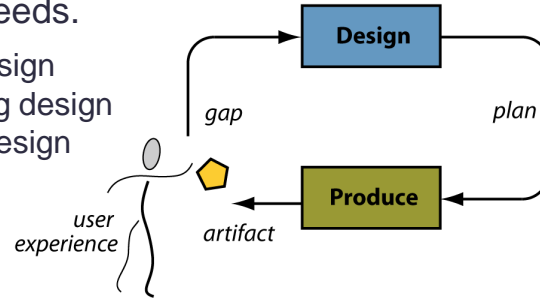 eeds.
sign
g design
esign
Design
gap
plan
Produce
artifact
user
experience